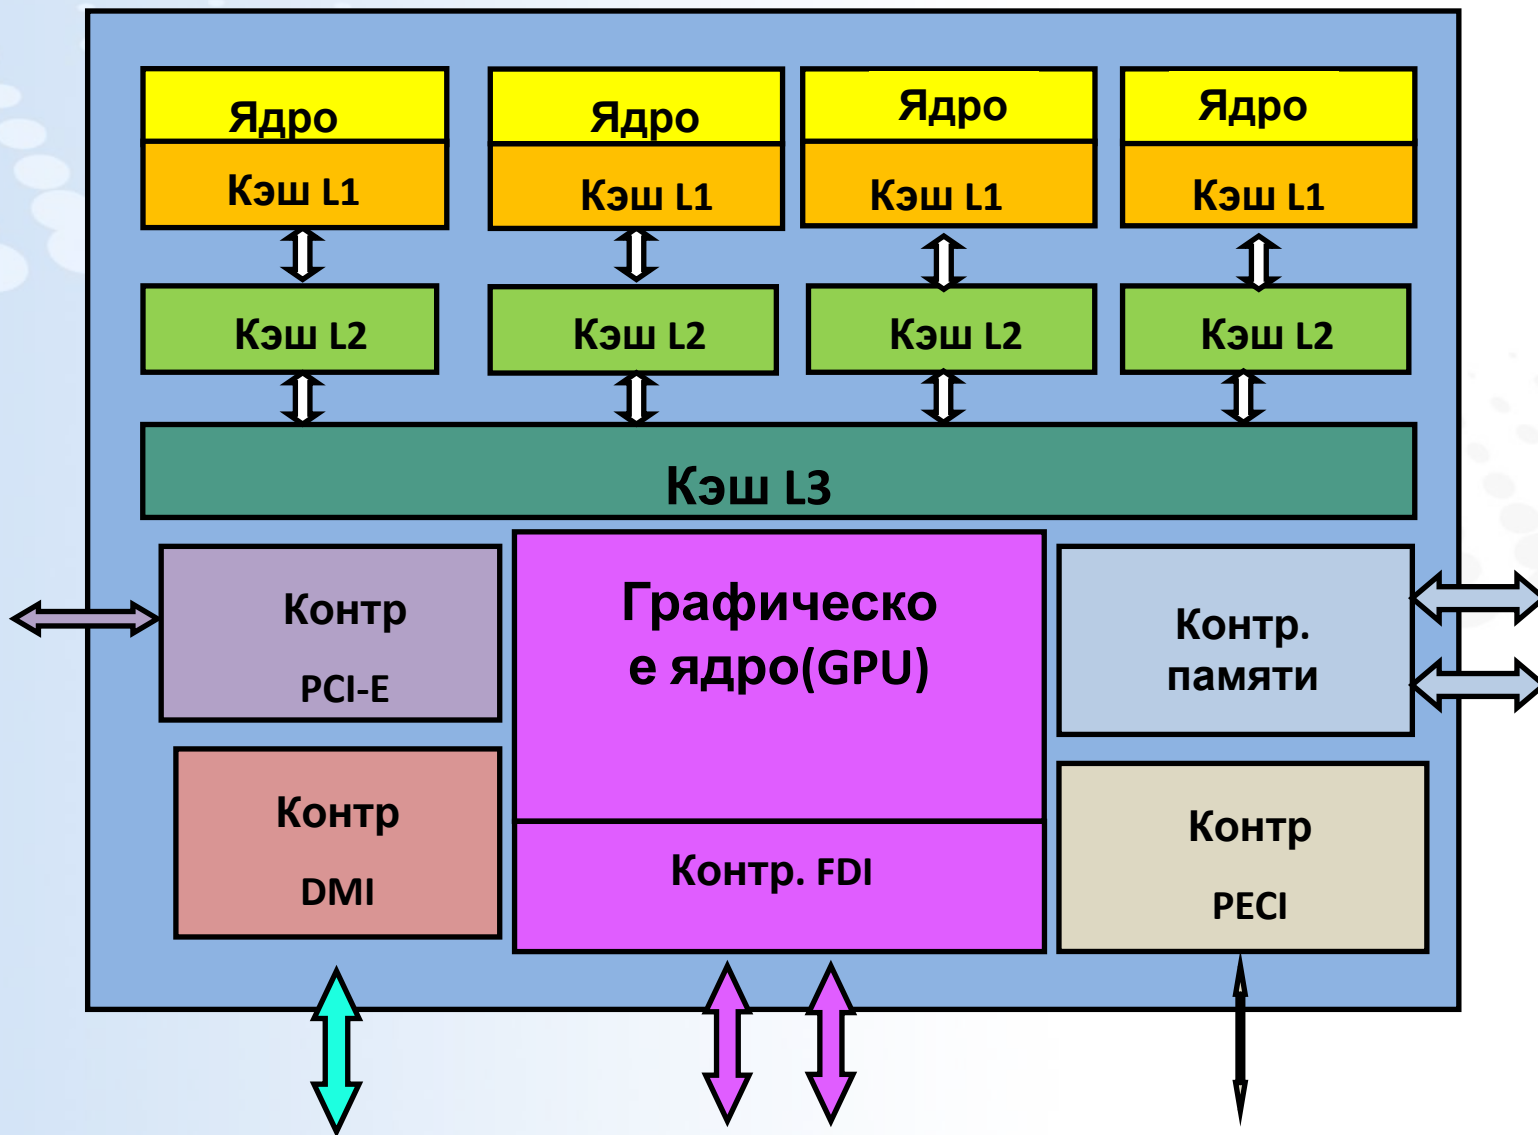 Ядро
Ядро
Ядро
Ядро
Кэш L1
Кэш L1
Кэш L1
Кэш L1
Кэш L2
Кэш L2
Кэш L2
Кэш L2
Кэш L3
Контр
PCI-E
Графическо
е ядро(GPU)
Контр.
памяти
Контр
DMI
Контр. FDI
Контр
PECI